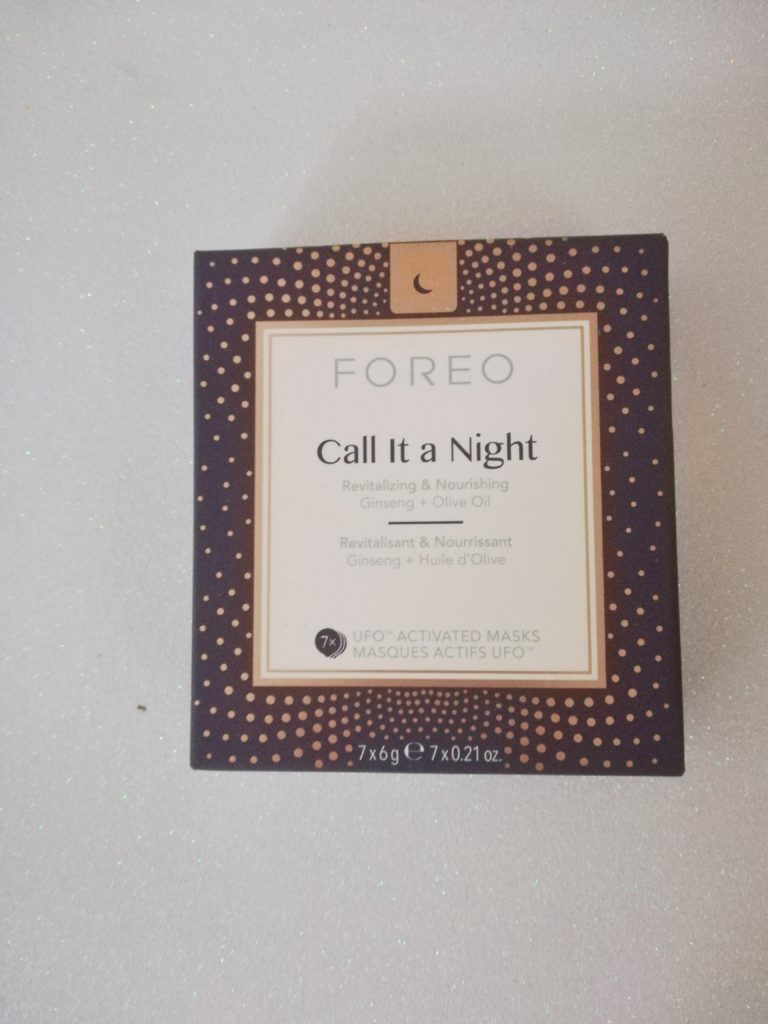 FOREO
Call It a Night
Revitalizing & Nourishing
Ginseng + Olive Oil
Revitalisant & Nourrissant
Ginseng + Huile d'Olive
7x UFO™ ACTIVATED MASKS
MASQUES ACTIFS UFO™
7 x 6 g ℮ 7 x 0.21 oz.